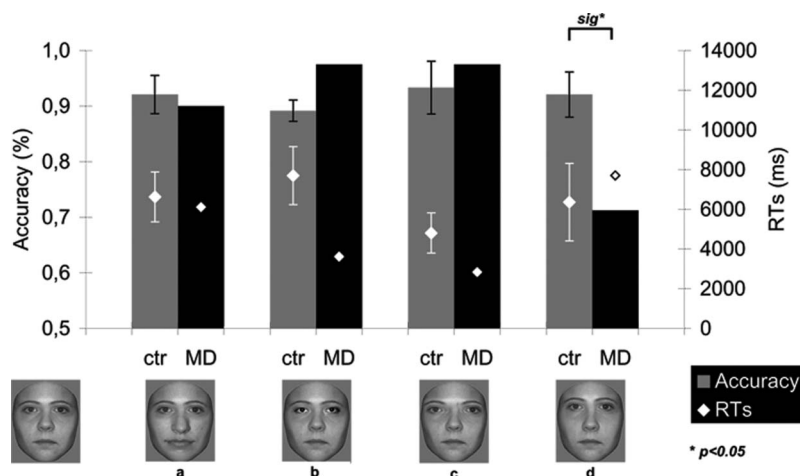 sig*
1,0
0,9
0,8
0,7
0,6
0,5
Accuracy (%)
14000
12000
10000
8000
6000
4000
2000
0
RTs (ms)
ctr MD ctr MD ctr MD ctr MD
a b c d
Accuracy
RTs
* p<0.05